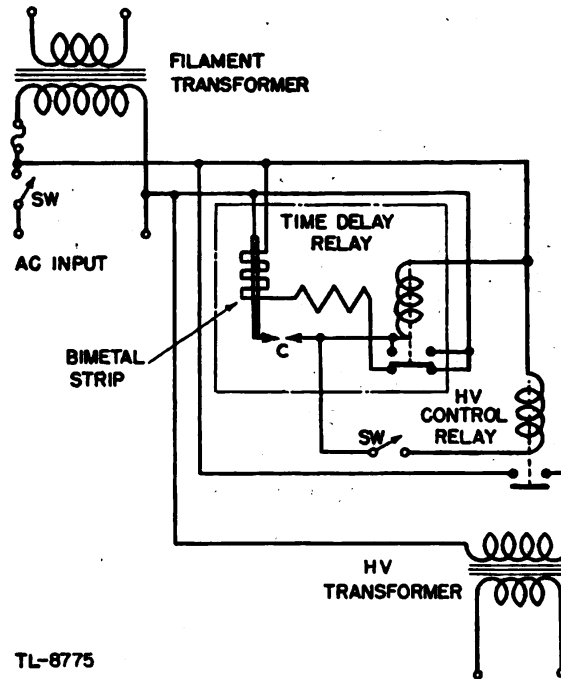 FILAMENT
TRANSFORMER
SW
AC INPUT
TIME DELAY
RELAY
BIMETAL
STRIP
C
HV
CONTROL
RELAY
SW
HV
TRANSFORMER
TL-8775